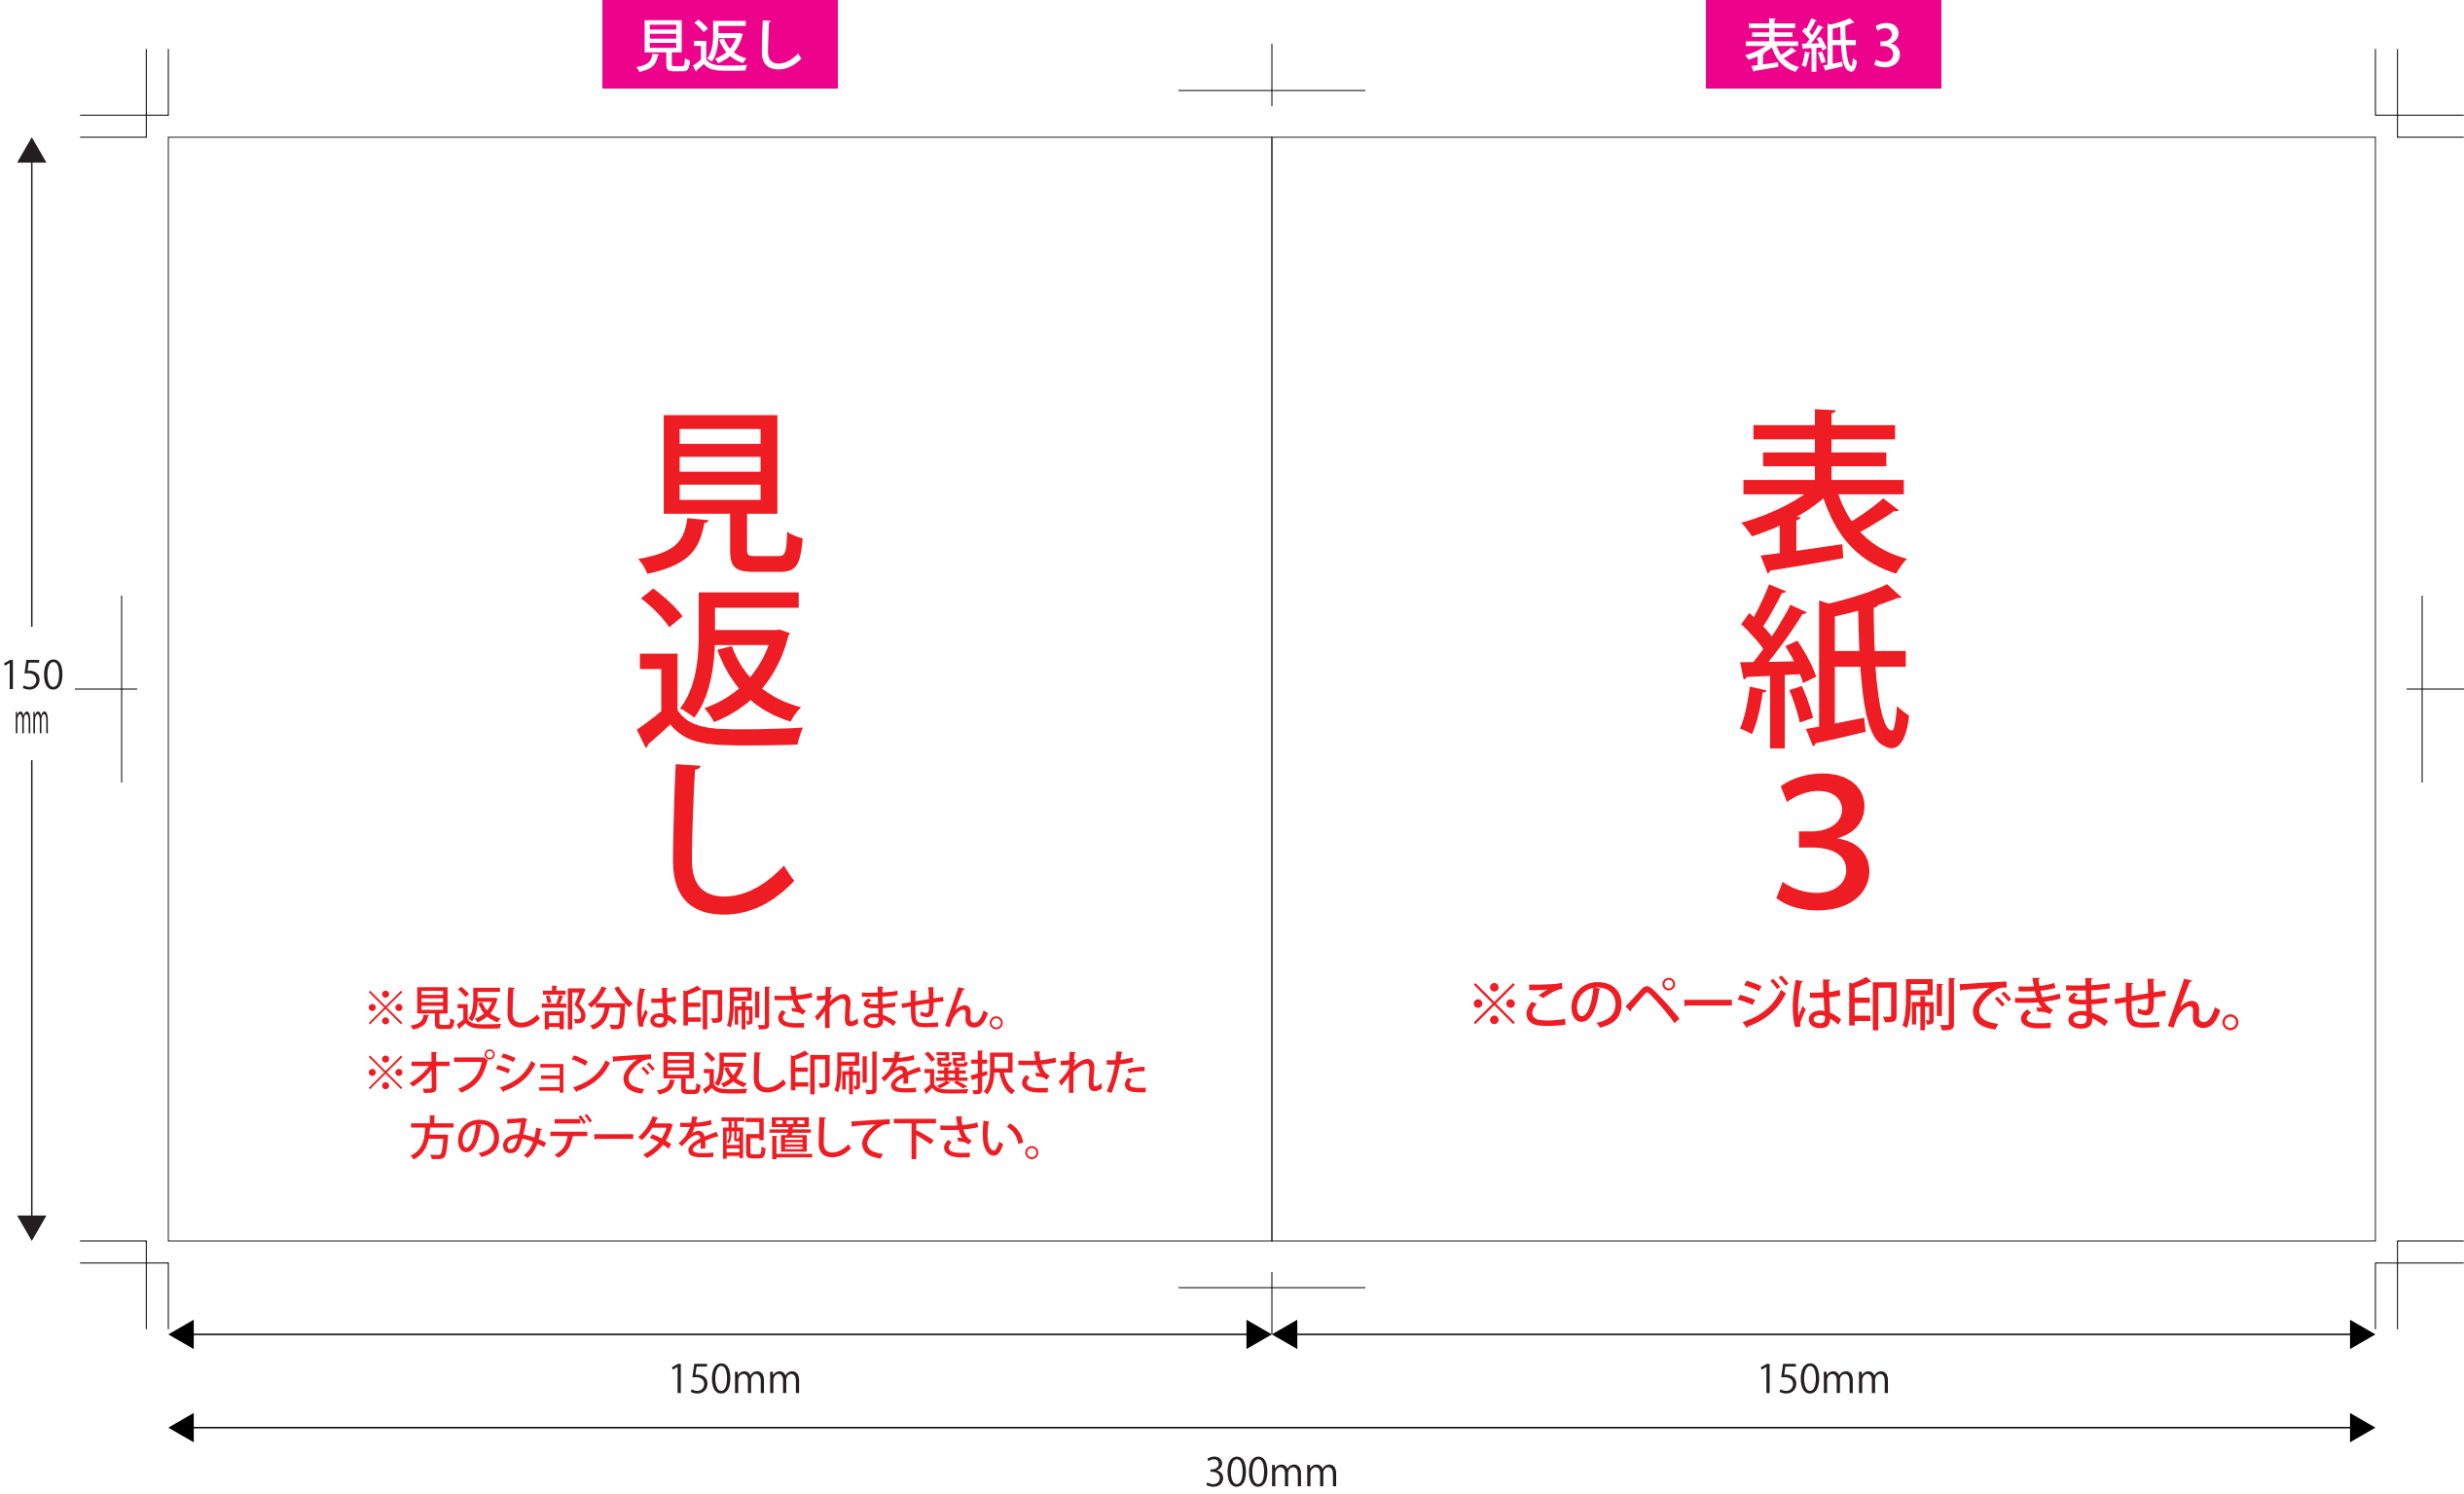 見返し
表紙 3
150
mm
見返し
※見返し部分は印刷されません。
※オプションで見返し印刷を選択された
方のみデータを配置して下さい。
表紙3
※このページは印刷できません。
150mm
150mm
300mm